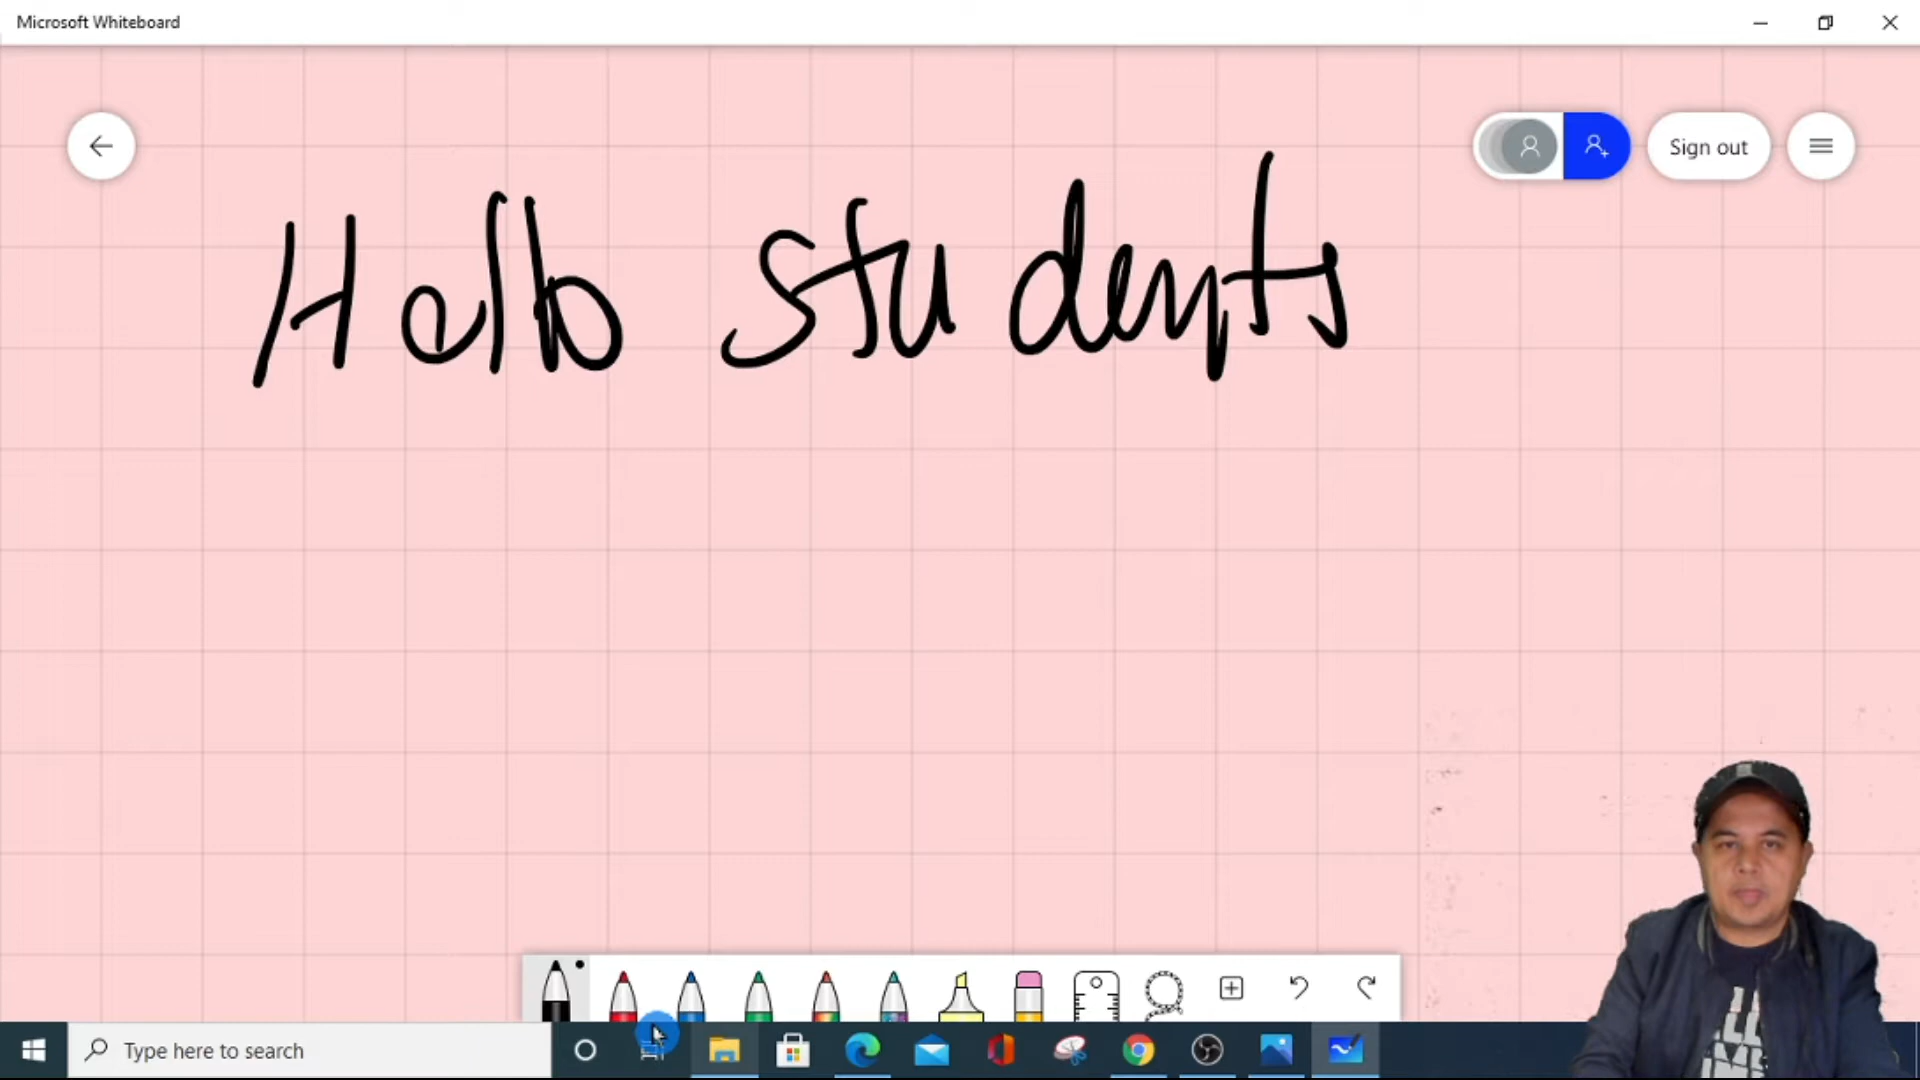 Microsoft Whiteboard
Sign out
Hello students
Type here to search